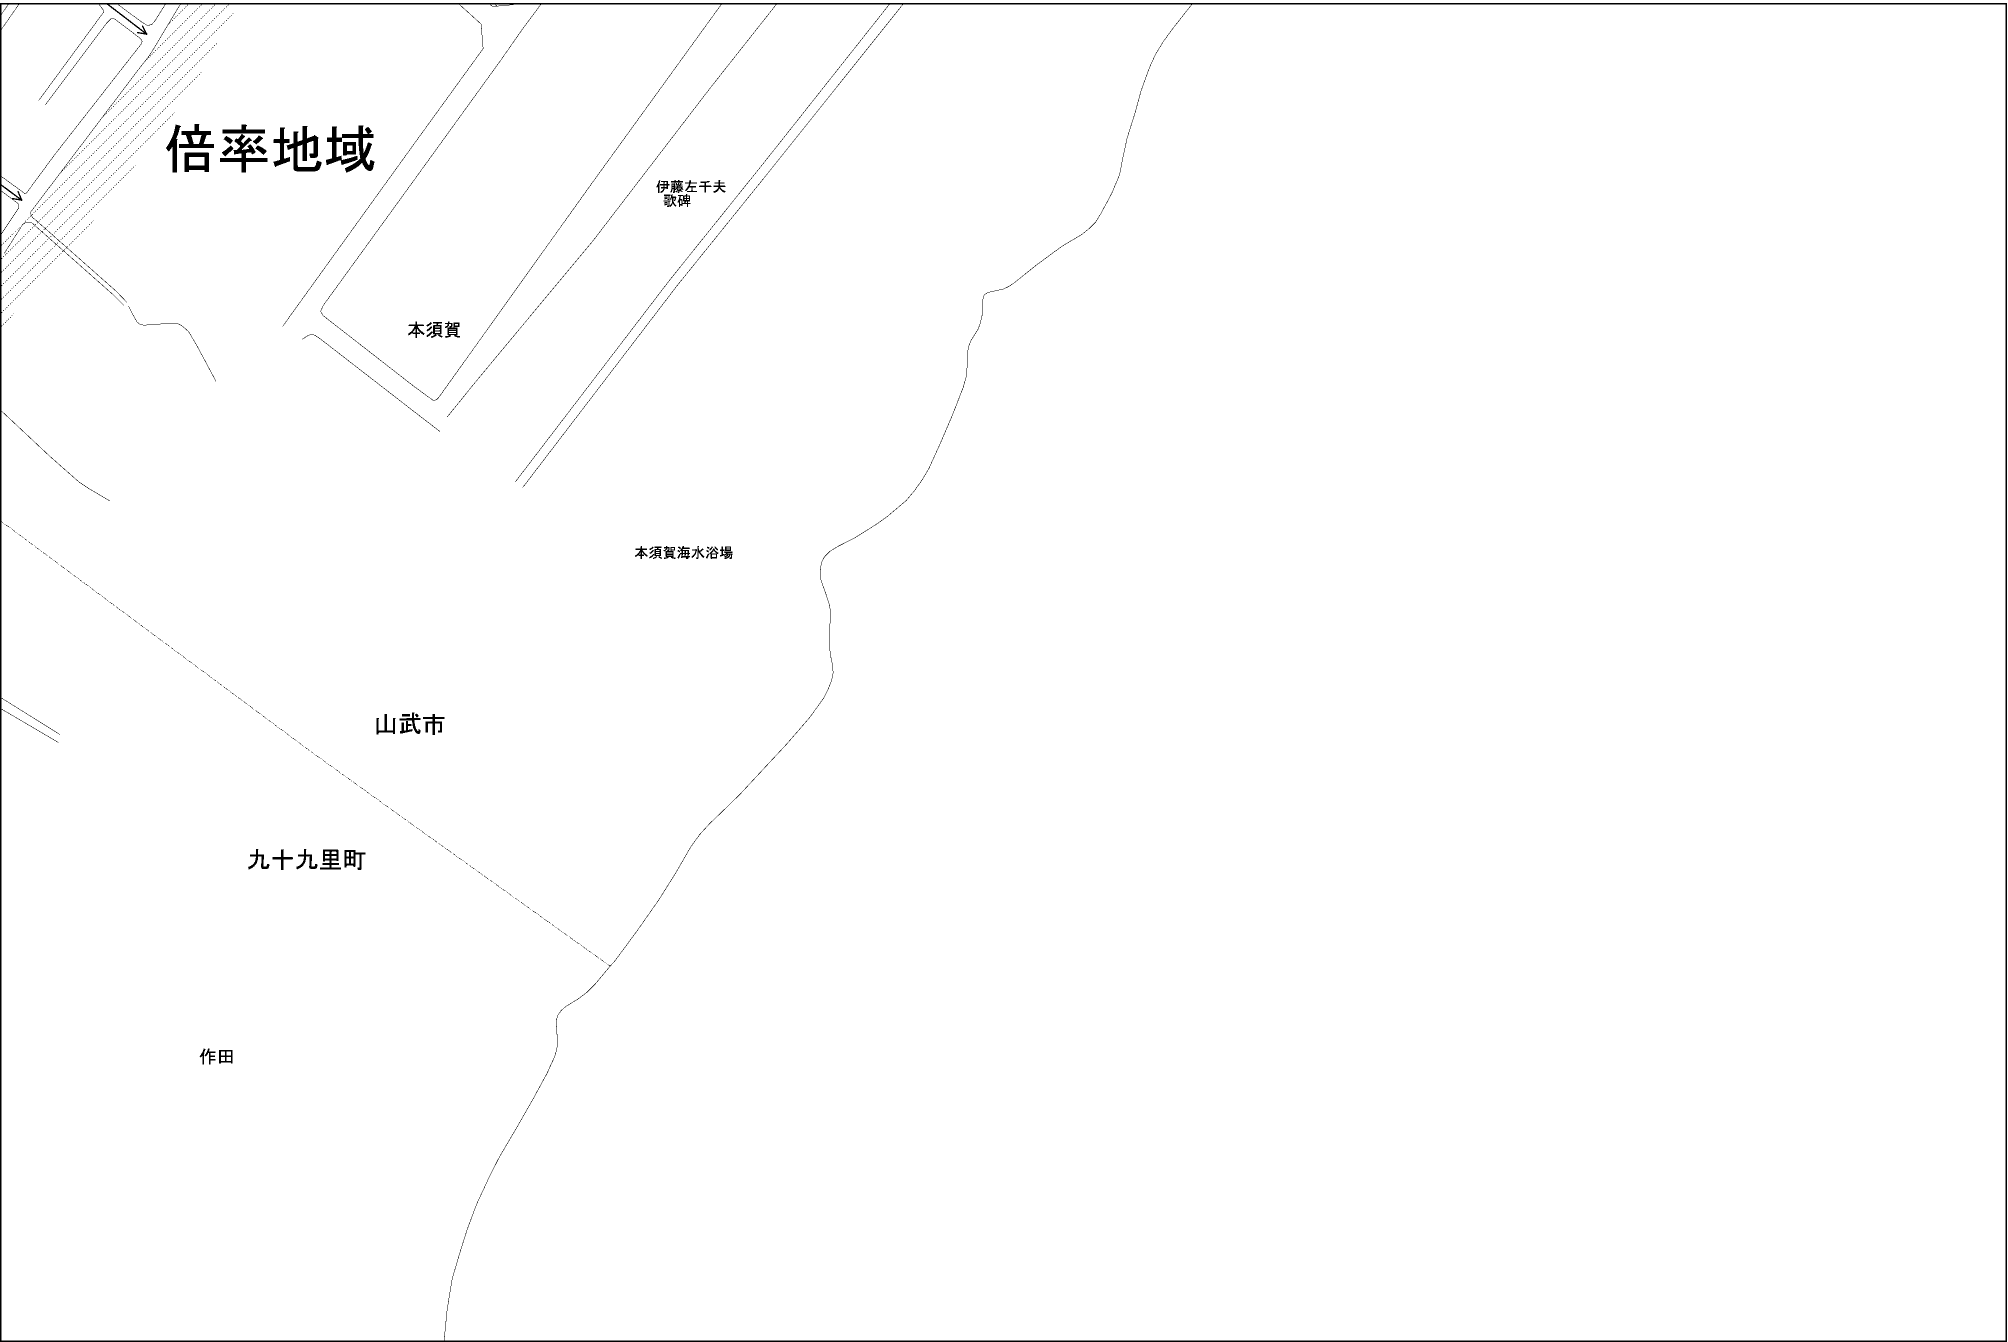 倍率地域
伊藤左千夫
歌碑
本須賀
本須賀海水浴場
山武市
九十九里町
作田